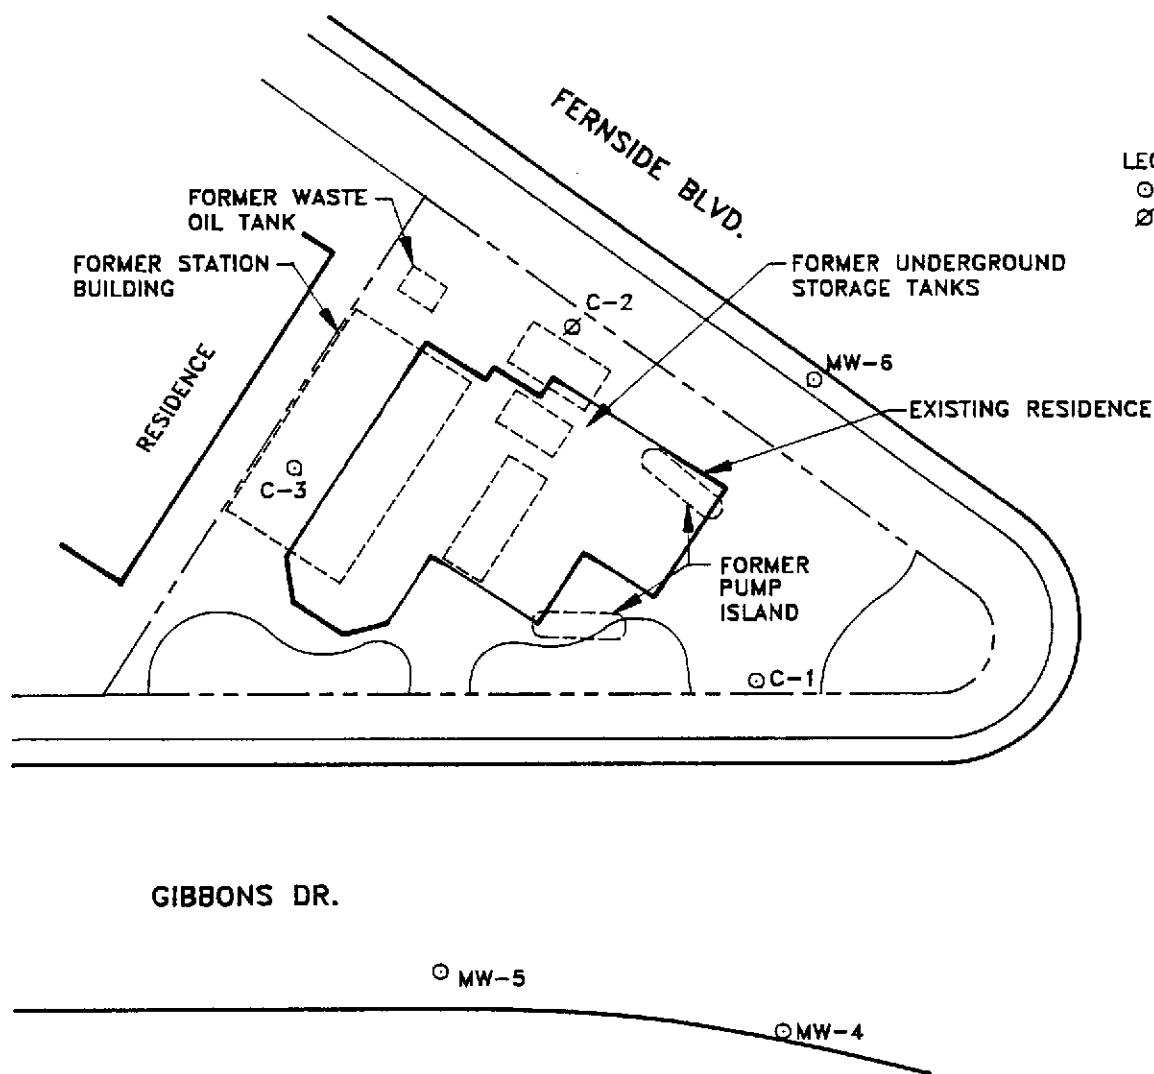 FERNSIDE BLVD.
LEG
FORMER WASTE
OIL TANK
FORMER STATION
BUILDING
FORMER UNDERGROUND
STORAGE TANKS
C-2
MW-6
RESIDENCE
EXISTING RESIDENCE
C-3
FORMER
PUMP
ISLAND
C-1
GIBBONS DR.
MW-5
MW-4